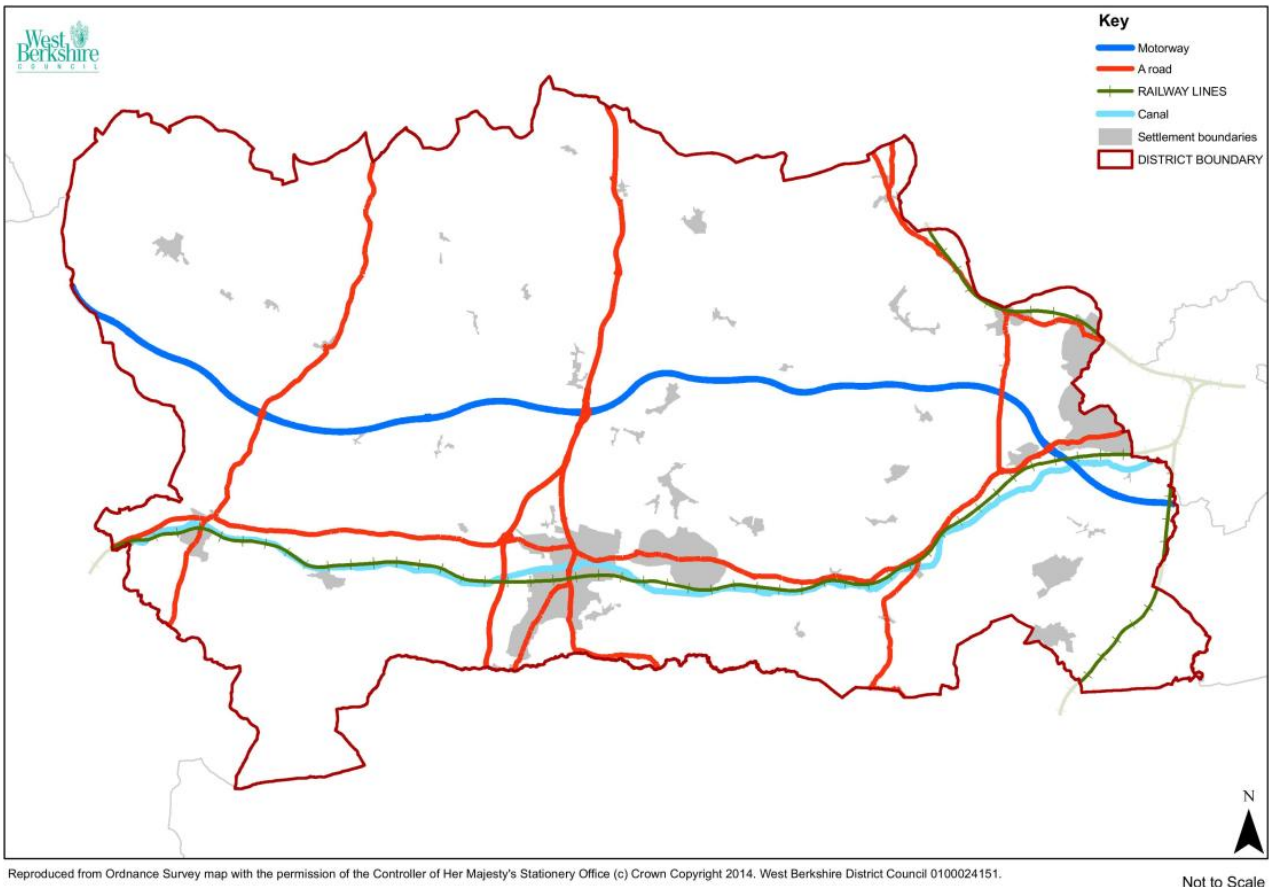 West
Berkshire
COUNCIL
Key
Motorway
A road
RAILWAY LINES
Canal
Settlement boundaries
DISTRICT BOUNDARY
N
Reproduced from Ordnance Survey map with the permission of the Controller of Her Majesty's Stationery Office (c) Crown Copyright 2014. West Berkshire District Council 0100024151.
Not to Scale